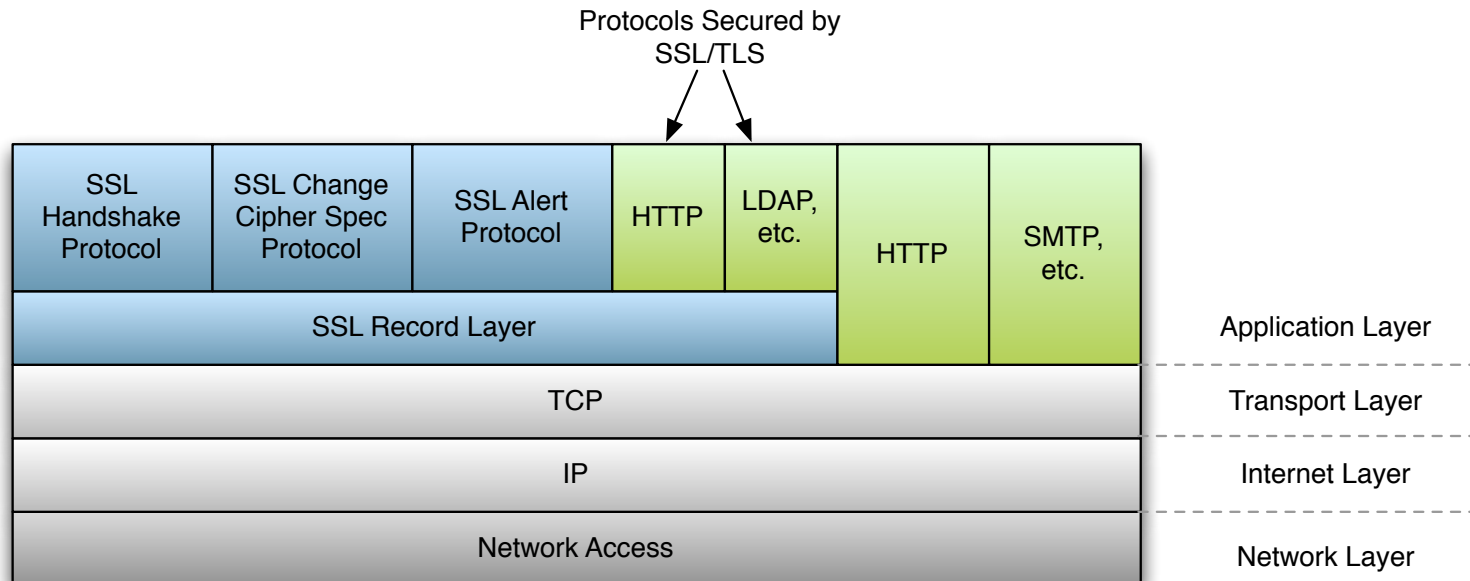 Protocols Secured by
SSL/TLS
SSL
Handshake
Protocol
SSL Change
Cipher Spec
Protocol
SSL Alert
Protocol
HTTP
LDAP,
etc.
HTTP
SMTP,
etc.
SSL Record Layer
Application Layer
TCP
Transport Layer
IP
Internet Layer
Network Access
Network Layer